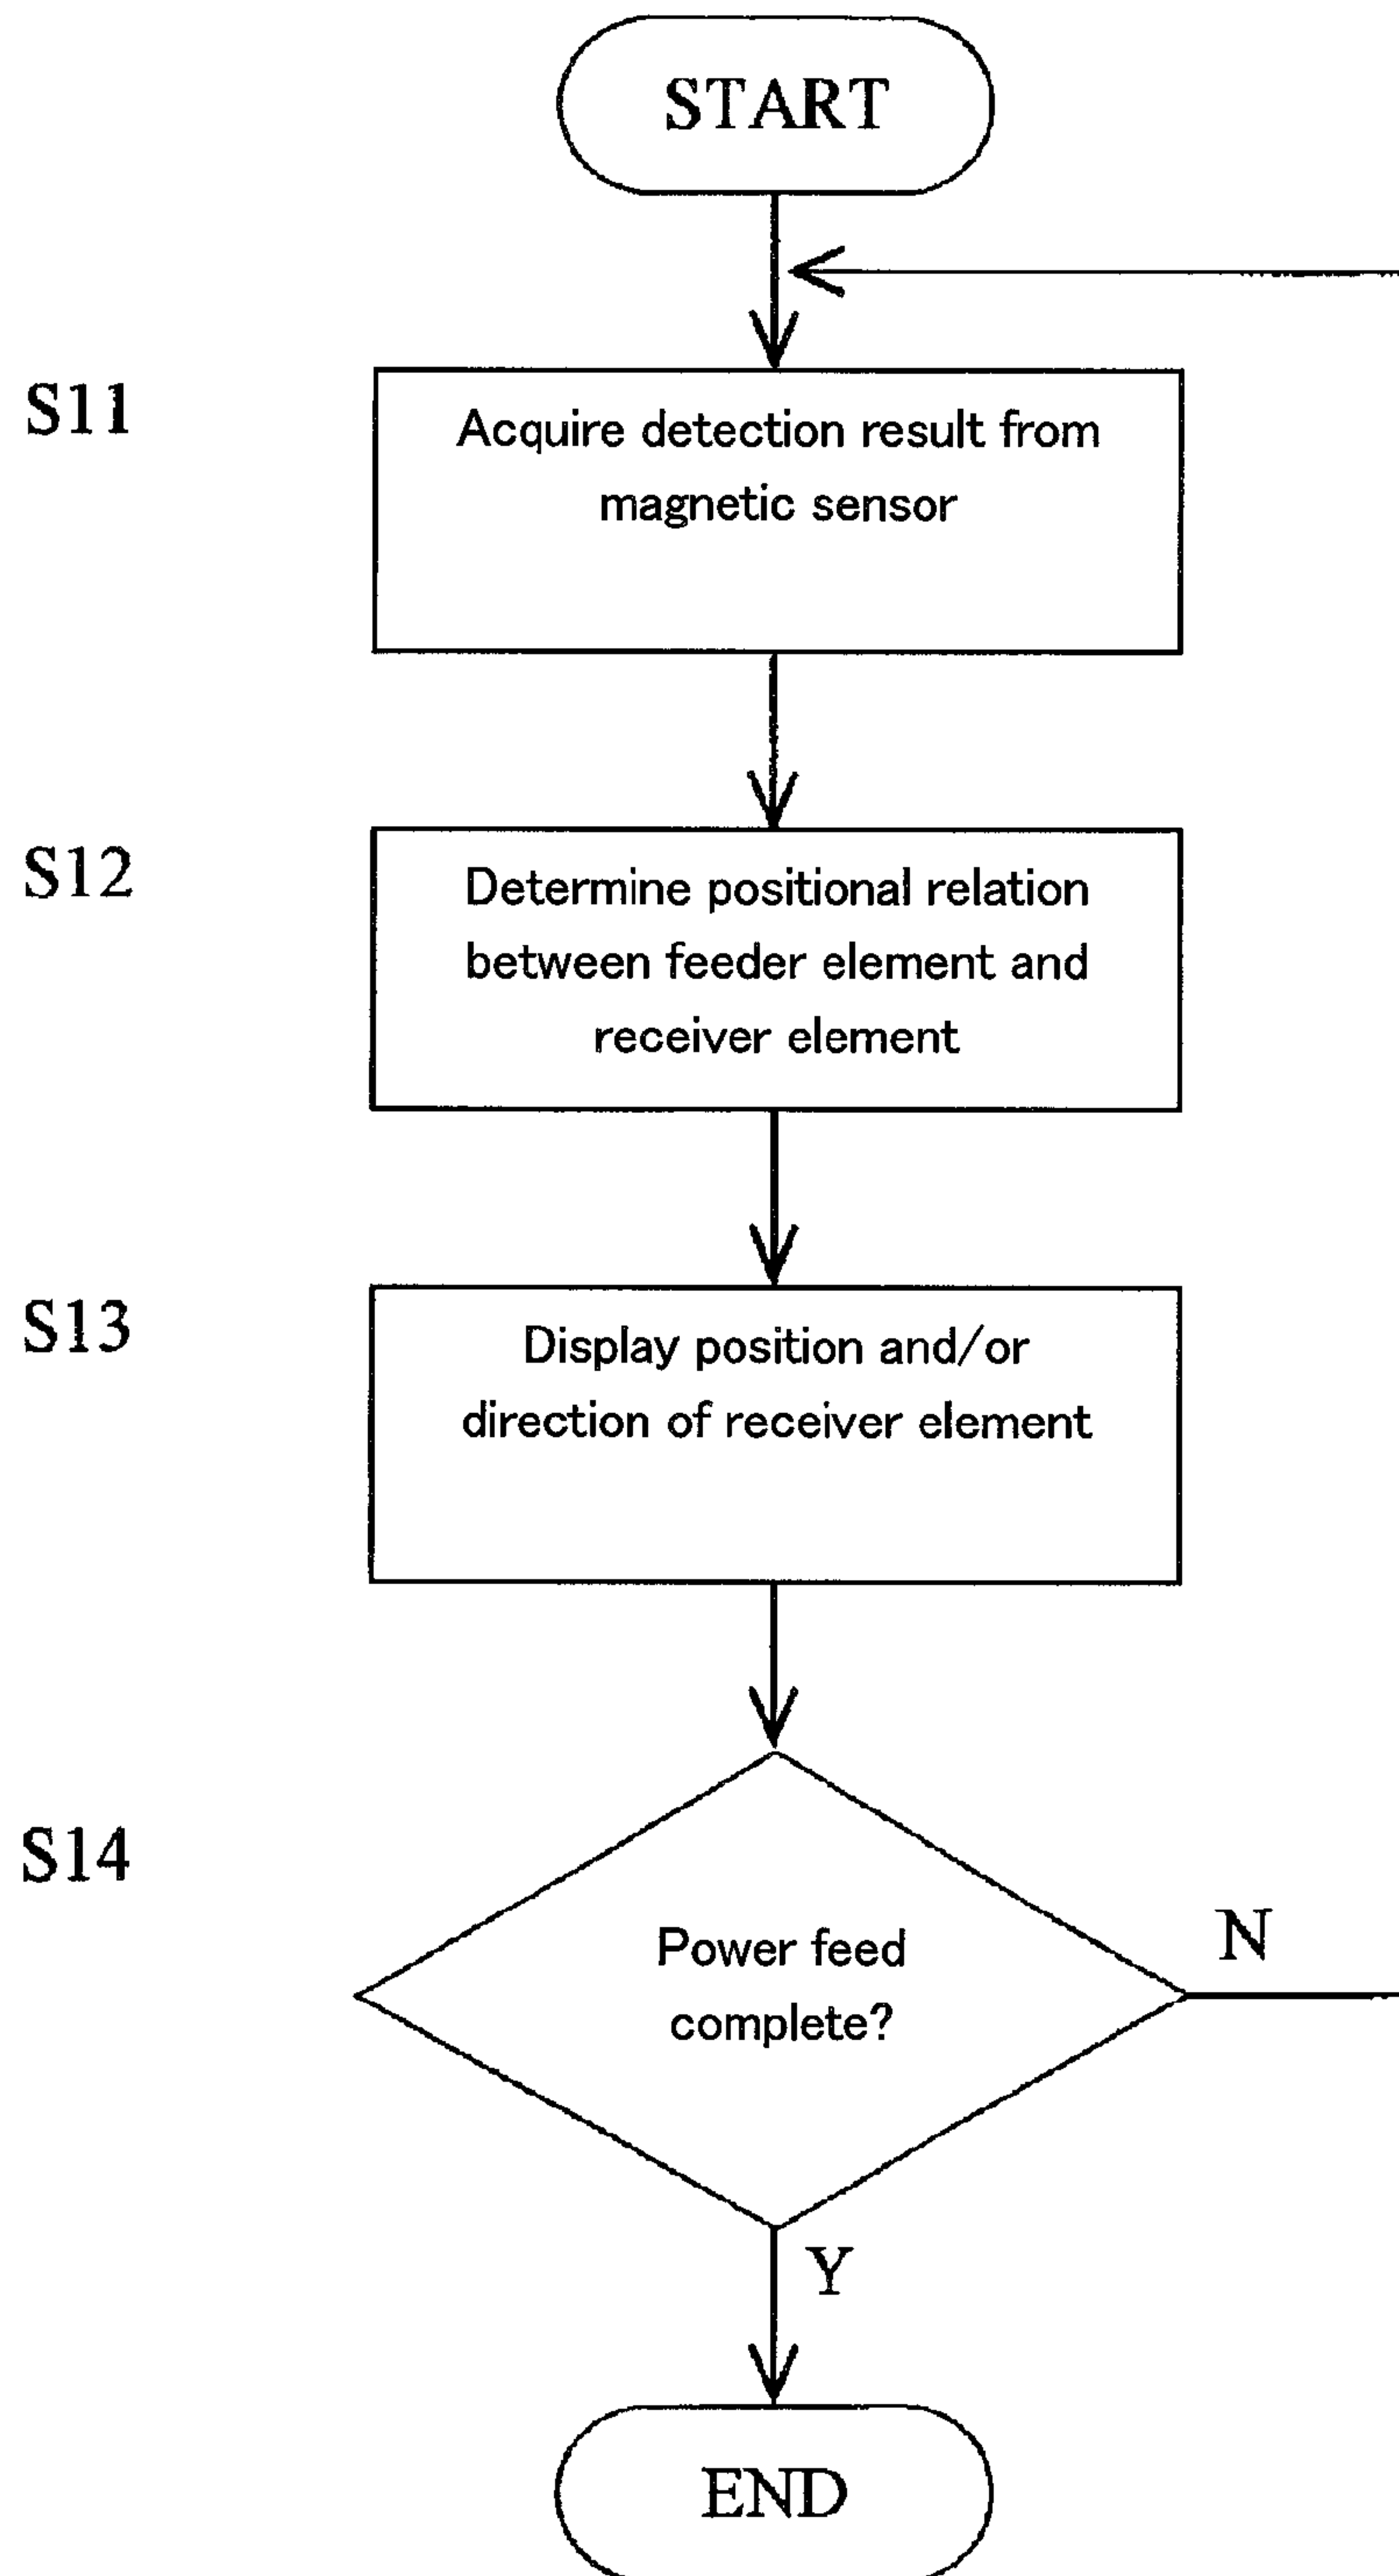 START
S11
Acquire detection result from
magnetic sensor
S12
Determine positional relation
between feeder element and
receiver element
S13
Display position and/or
direction of receiver element
S14
Power feed
complete?
N
Y
END